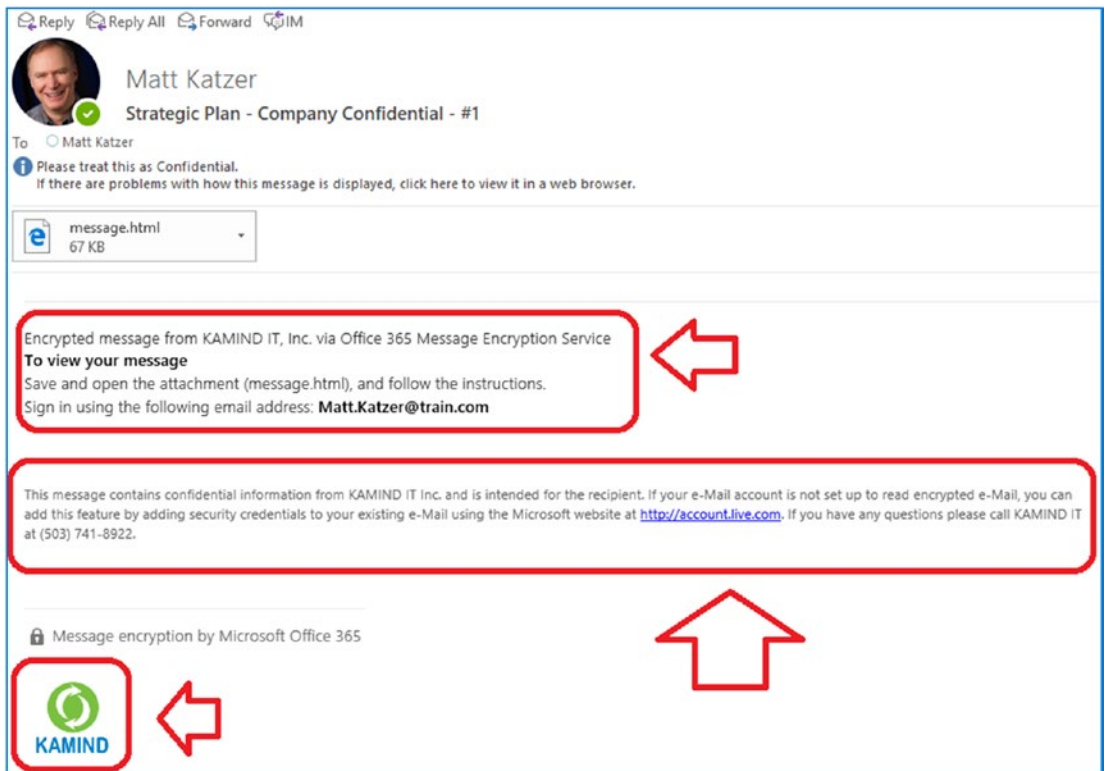 Reply Reply All Forward IM
Matt Katzer
Strategic Plan - Company Confidential - #1
To Matt Katzer
Please treat this as Confidential.
If there are problems with how this message is displayed, click here to view it in a web browser.
message.html
67 KB
Encrypted message from KAMIND IT, Inc. via Office 365 Message Encryption Service
To view your message
Save and open the attachment (message.html), and follow the instructions.
Sign in using the following email address: Matt.Katzer@train.com
This message contains confidential information from KAMIND IT Inc. and is intended for the recipient. If your e-Mail account is not set up to read encrypted e-Mail, you can
add this feature by adding security credentials to your existing e-Mail using the Microsoft website at http://account.live.com. If you have any questions please call KAMIND IT
at (503) 741-8922.
Message encryption by Microsoft Office 365
KAMIND